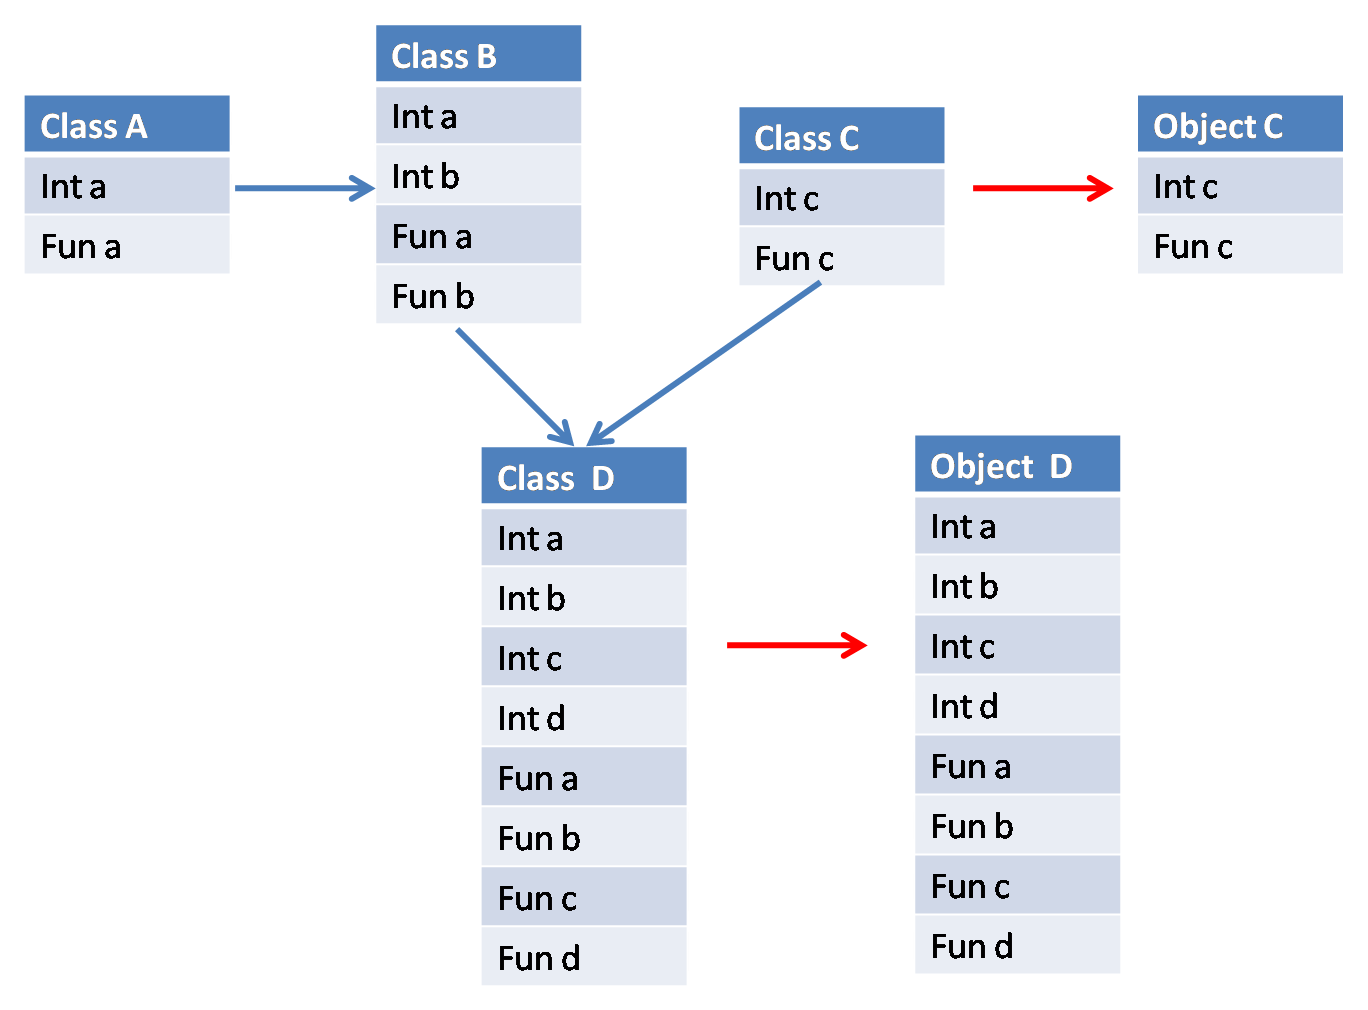 Class A
Int a
Fun a
Class B
Int a
Int b
Fun a
Fun b
Class C
Int c
Fun c
Object C
Int c
Fun c
Class  D
Int a
Int b
Int c
Int d
Fun a
Fun b
Fun c
Fun d
Object  D
Int a
Int b
Int c
Int d
Fun a
Fun b
Fun c
Fun d